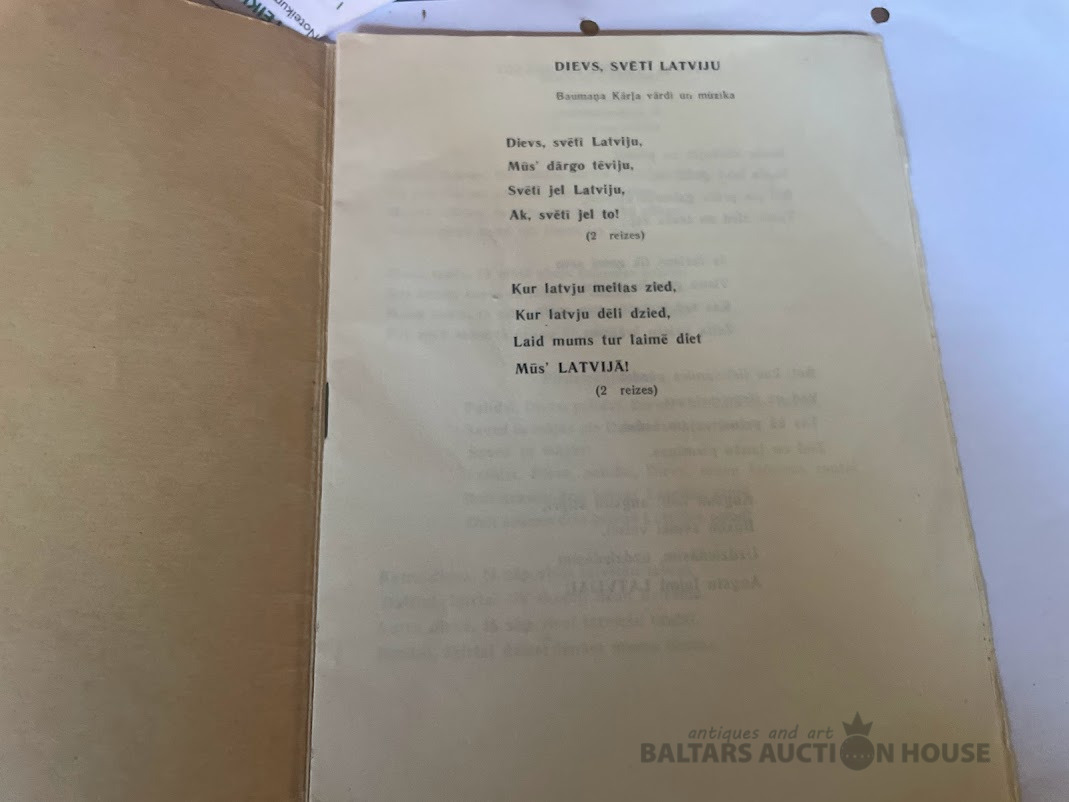 Noteikum
DIEVS, SVĒTĪ LATVIJU
Baumaņa Kārļa vārdi un mūzika
Dievs, svētī Latviju,
Mūs' dārgo tēviju,
Svētī jel Latviju,
Ak, svētī jel to!
(2 reizes)
Kur latvju meitas zied,
Kur latvju dēli dzied,
Laid mums tur laimē diet
Mūs' LATVIJĀ!
(2 reizes)
antiques and art
BALTARS AUCTION HOUSE